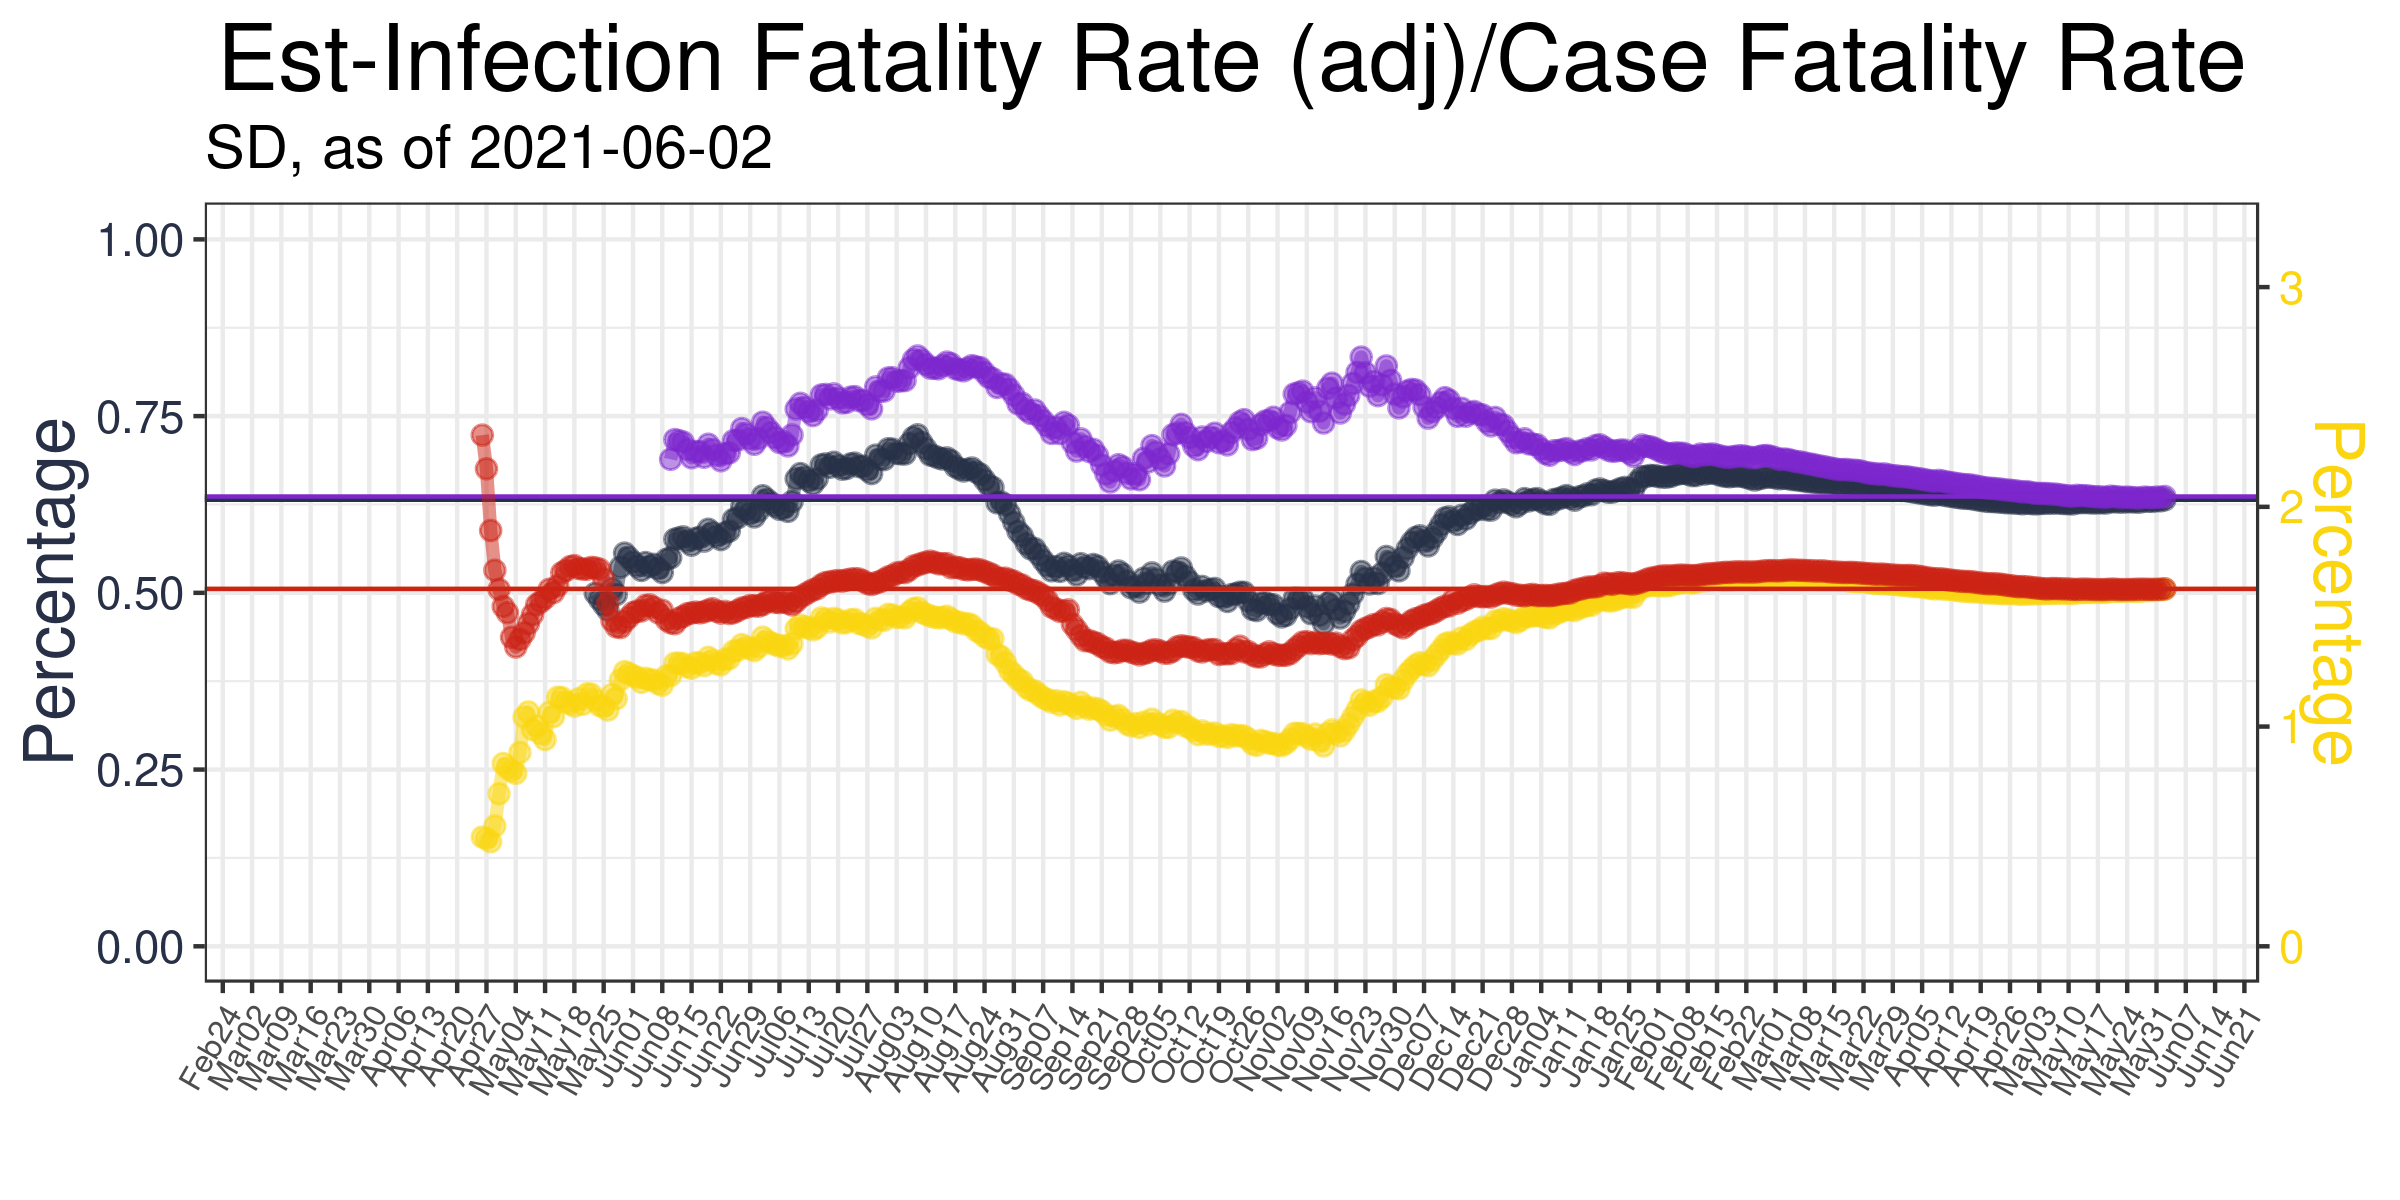 Est-Infection Fatality Rate (adj)/Case Fatality Rate
SD, as of 2021-06-02
Percentage
1.00
0.75
0.50
0.25
0.00
3
2
1
0
Percentage
Feb24
Mar02
Mar09
Mar16
Mar23
Mar30
Apr06
Apr13
Apr20
Apr27
May04
May11
May18
May25
Jun01
Jun08
Jun15
Jun22
Jun29
Jul06
Jul13
Jul20
Jul27
Aug03
Aug10
Aug17
Aug24
Aug31
Sep07
Sep14
Sep21
Sep28
Oct05
Oct12
Oct19
Oct26
Nov02
Nov09
Nov16
Nov23
Nov30
Dec07
Dec14
Dec21
Dec28
Jan04
Jan11
Jan18
Jan25
Feb01
Feb08
Feb15
Feb22
Mar01
Mar08
Mar15
Mar22
Mar29
Apr05
Apr12
Apr19
Apr26
May03
May10
May17
May24
May31
Jun07
Jun14
Jun21